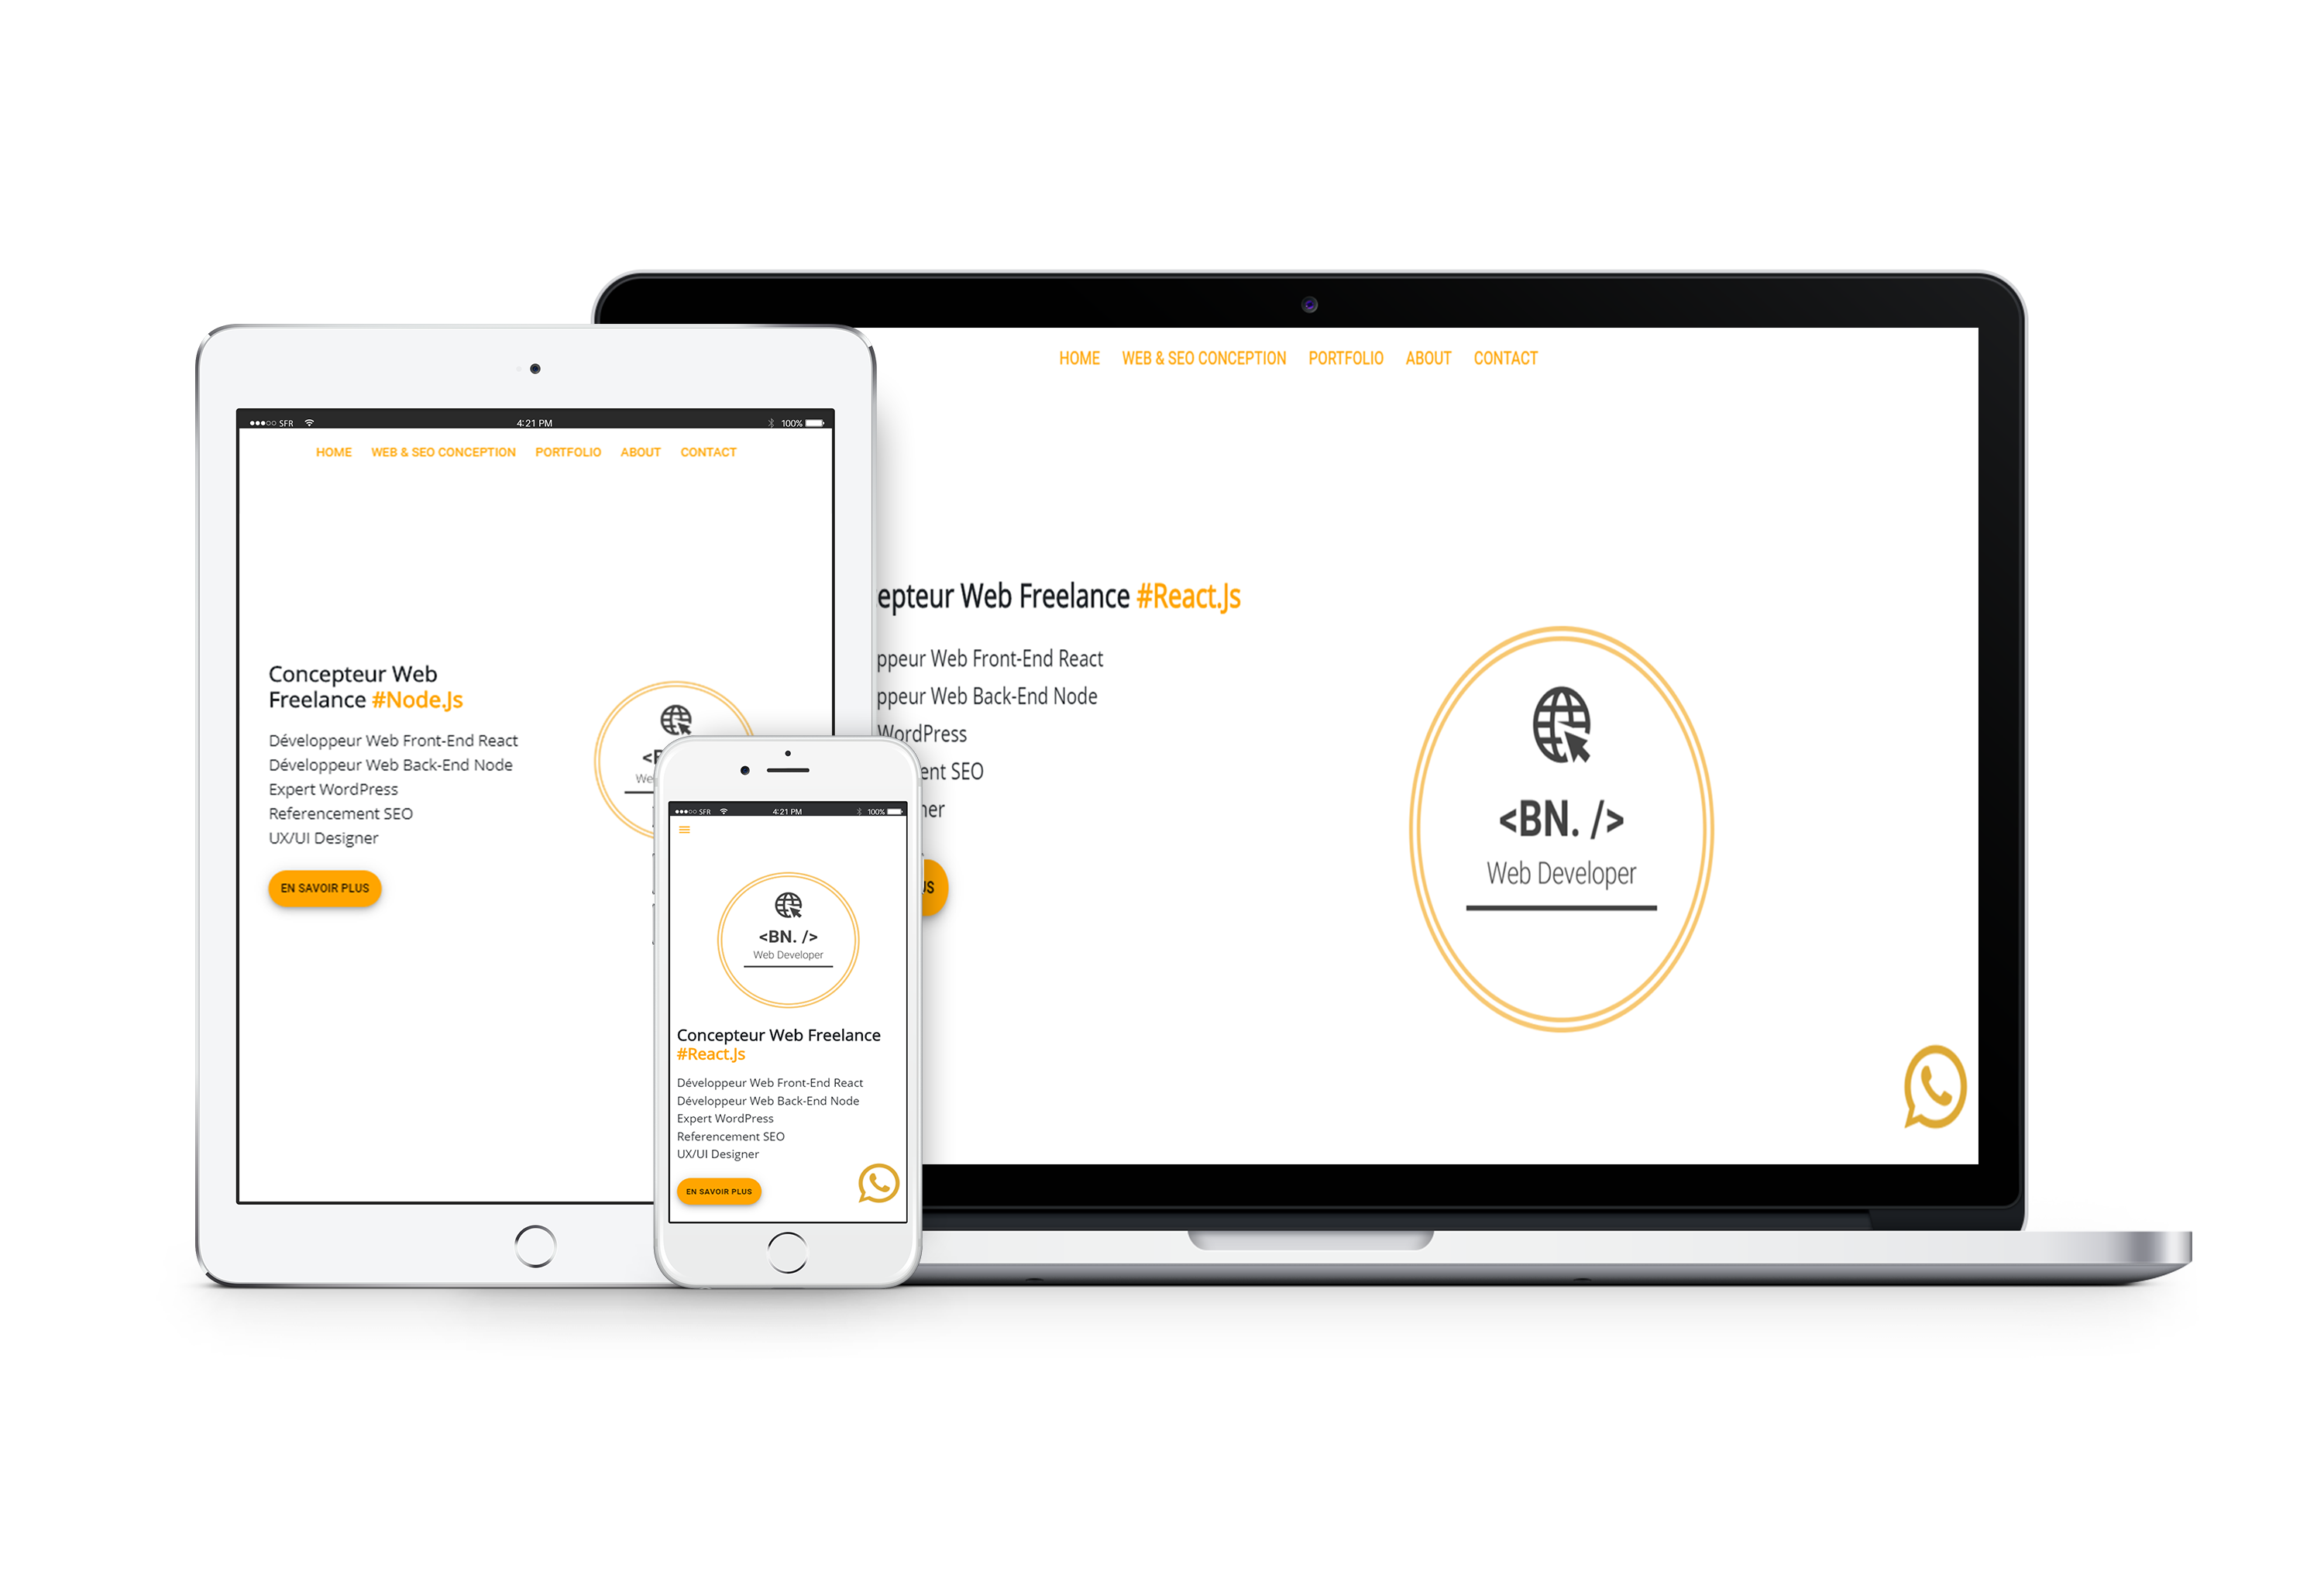 SFR 4:21 PM 100%
HOME WEB & SEO CONCEPTION PORTFOLIO ABOUT CONTACT
Concepteur Web
Freelance #Node.Js
Développeur Web Front-End React
Développeur Web Back-End Node
Expert WordPress
Referencement SEO
UX/UI Designer
EN SAVOIR PLUS
SFR 4:21 PM 100%
<BN. />
Web Developer
Concepteur Web Freelance
#React.Js
Développeur Web Front-End React
Développeur Web Back-End Node
Expert WordPress
Referencement SEO
UX/UI Designer
EN SAVOIR PLUS
HOME WEB & SEO CONCEPTION PORTFOLIO ABOUT CONTACT
epteur Web Freelance #React.Js
ppeur Web Front-End React
ppeur Web Back-End Node
WordPress
ent SEO
ner
<BN. />
Web Developer